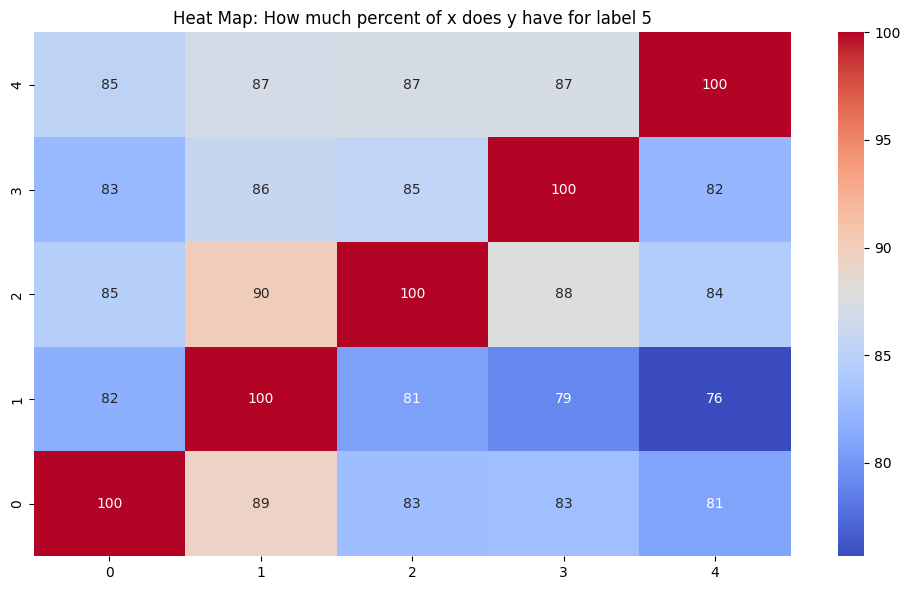 Heat Map: How much percent of x does y have for label 5
4 85 87 87 87 100
3 83 86 85 100 82
2 85 90 100 88 84
1 82 100 81 79 76
0 100 89 83 83 81
0 1 2 3 4
100
95
90
85
80